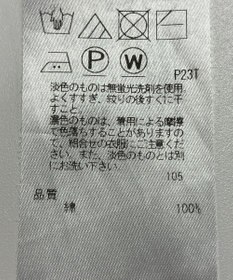 P W
P23T
淡色のものは無蛍光洗剤を使用
よくすすぎ、絞りの後すぐに干
すこと。
濃色のものは、着用による摩擦
で色落ちすることがありますの
で、組合せの衣服にご注意くだ
さい。また、淡色のものとは別
にお洗い下さい。
105
品質
綿 100%